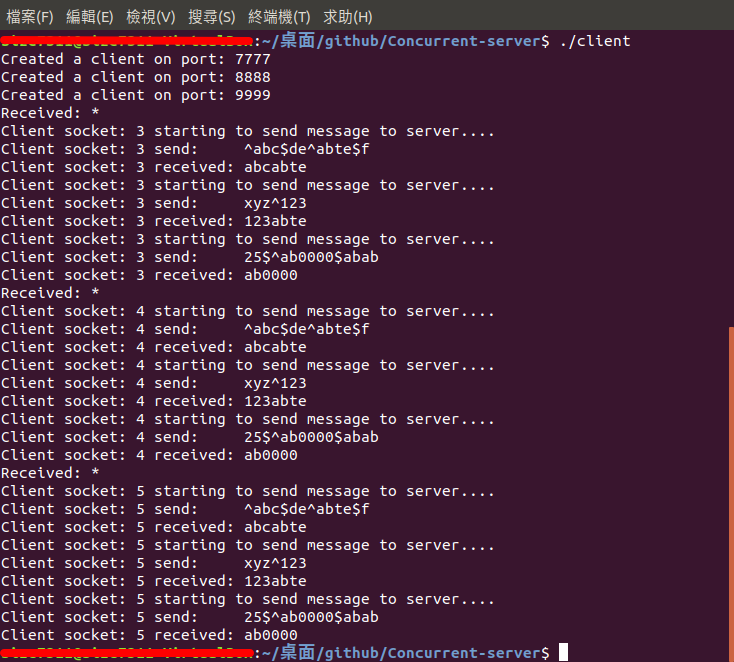 檔案(F) 編輯(E) 檢視(V) 搜尋(S) 終端機(T) 求助(H)
:~/桌面/github/Concurrent-server$ ./client
Created a client on port: 7777
Created a client on port: 8888
Created a client on port: 9999
Received: *
Client socket: 3 starting to send message to server....
Client socket: 3 send:     ^abc$de^abte$f
Client socket: 3 received: abcabte
Client socket: 3 starting to send message to server....
Client socket: 3 send:     xyz^123
Client socket: 3 received: 123abte
Client socket: 3 starting to send message to server....
Client socket: 3 send:     25$^ab0000$abab
Client socket: 3 received: ab0000
Received: *
Client socket: 4 starting to send message to server....
Client socket: 4 send:     ^abc$de^abte$f
Client socket: 4 received: abcabte
Client socket: 4 starting to send message to server....
Client socket: 4 send:     xyz^123
Client socket: 4 received: 123abte
Client socket: 4 starting to send message to server....
Client socket: 4 send:     25$^ab0000$abab
Client socket: 4 received: ab0000
Received: *
Client socket: 5 starting to send message to server....
Client socket: 5 send:     ^abc$de^abte$f
Client socket: 5 received: abcabte
Client socket: 5 starting to send message to server....
Client socket: 5 send:     xyz^123
Client socket: 5 received: 123abte
Client socket: 5 starting to send message to server....
Client socket: 5 send:     25$^ab0000$abab
Client socket: 5 received: ab0000
:~/桌面/github/Concurrent-server$